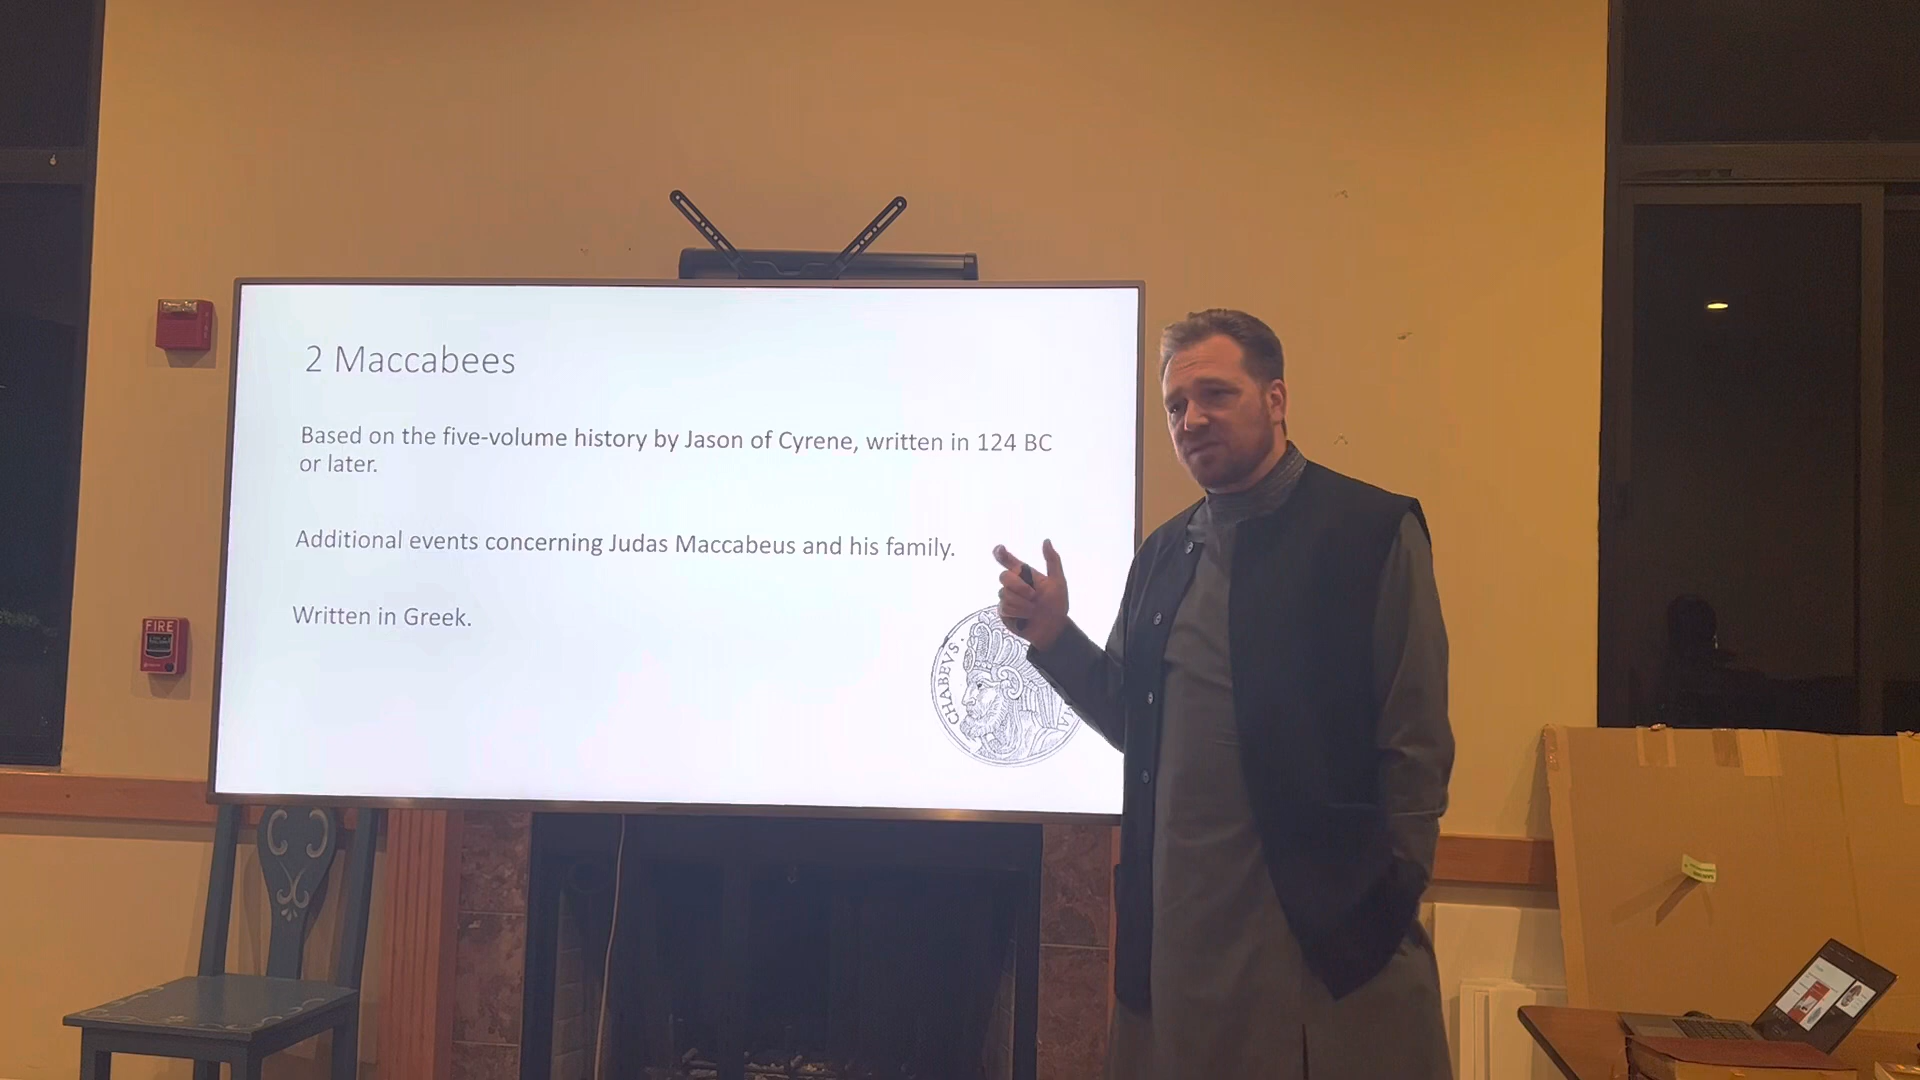 2 Maccabees
Based on the five-volume history by Jason of Cyrene, written in 124 BC
or later.
Additional events concerning Judas Maccabeus and his family.
Written in Greek.
CHABEVS.
FIRE